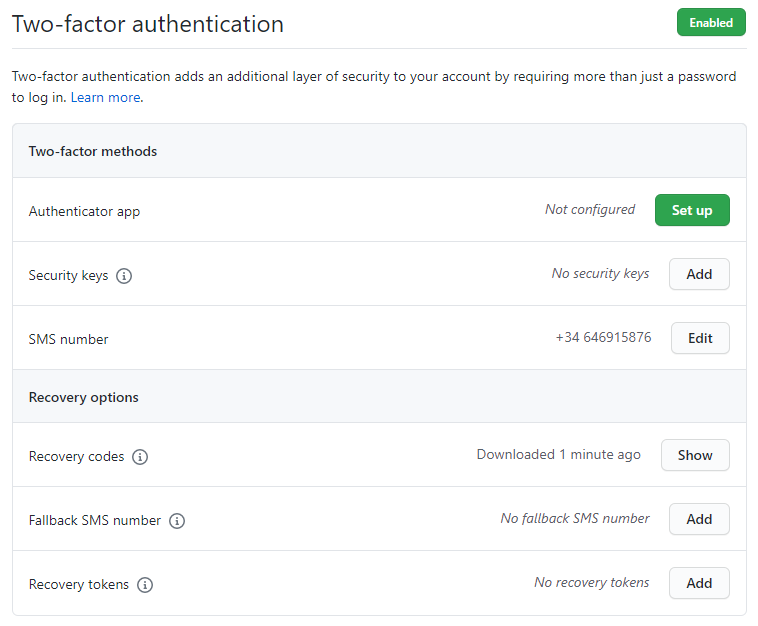 Two-factor authentication
Enabled
Two-factor authentication adds an additional layer of security to your account by requiring more than just a password
to log in. Learn more.
Two-factor methods
Authenticator app Not configured Set up
Security keys No security keys Add
SMS number +34 646915876 Edit
Recovery options
Recovery codes Downloaded 1 minute ago Show
Fallback SMS number No fallback SMS number Add
Recovery tokens No recovery tokens Add